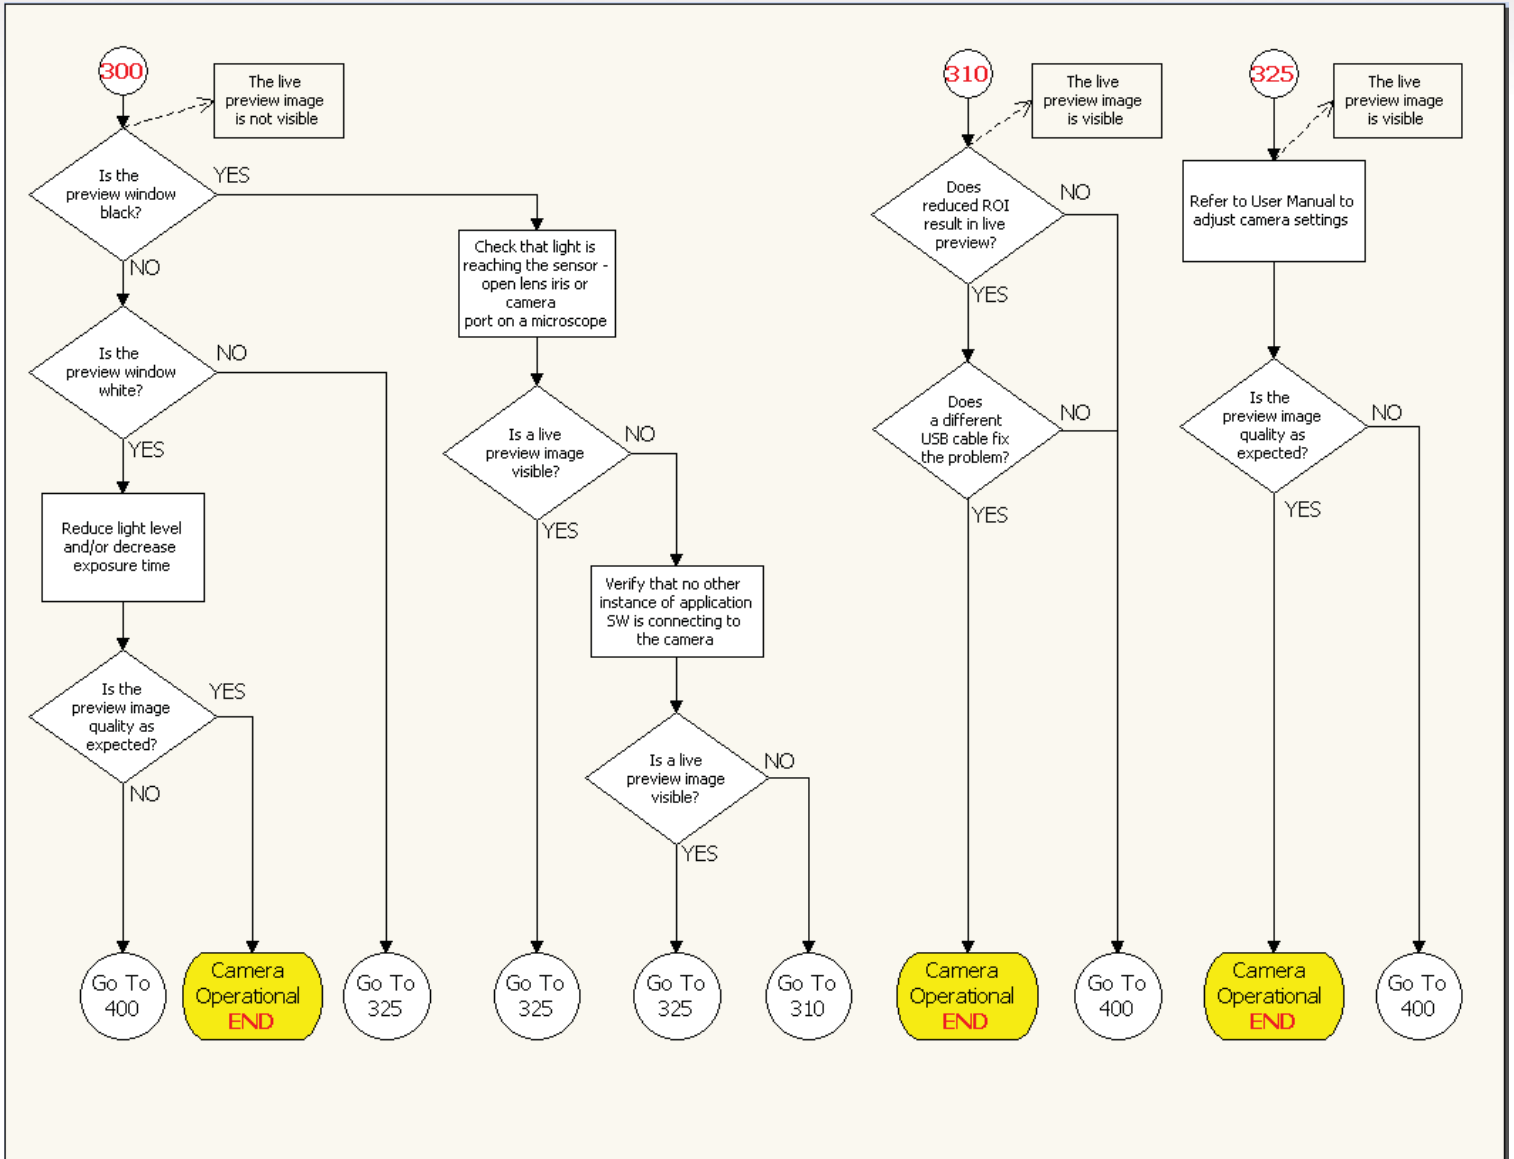 300
The live
preview image
is not visible
Is the
preview window
black?
YES
NO
Is the
preview window
white?
NO
YES
Reduce light level
and/or decrease
exposure time
Is the
preview image
quality as
expected?
YES
NO
Go To
400
Camera
Operational
END
Go To
325
Check that light is
reaching the sensor -
open lens iris or
camera
port on a microscope
Is a live
preview image
visible?
NO
YES
Verify that no other
instance of application
SW is connecting to
the camera
Is a live
preview image
visible?
NO
YES
Go To
325
Go To
325
Go To
310
310
The live
preview image
is visible
Does
reduced ROI
result in live
preview?
NO
YES
Does
a different
USB cable fix
the problem?
NO
YES
Camera
Operational
END
Go To
400
325
The live
preview image
is visible
Refer to User Manual to
adjust camera settings
Is the
preview image
quality as
expected?
NO
YES
Camera
Operational
END
Go To
400